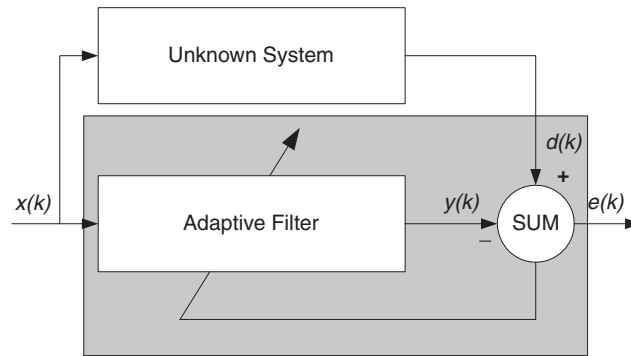 Unknown System
d(k)
+
x(k)
Adaptive Filter
y(k)
–
SUM
e(k)